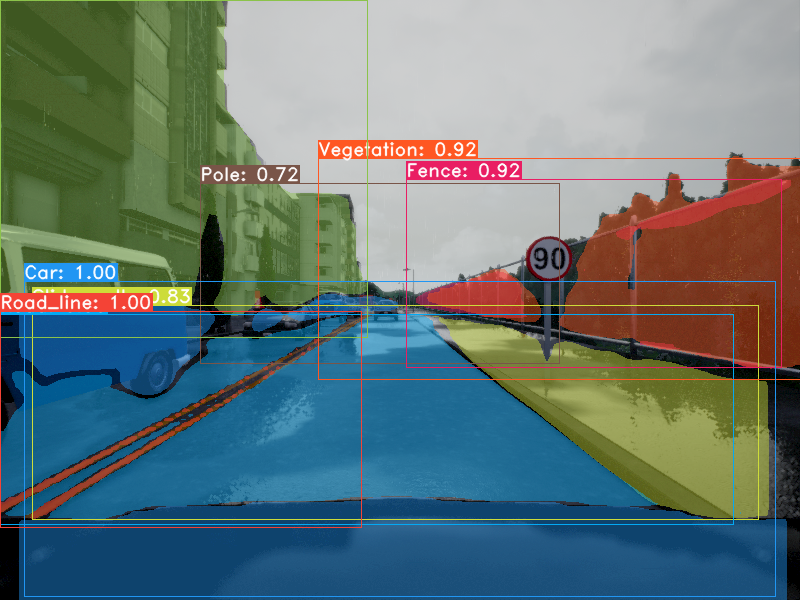 Vegetation: 0.92
Fence: 0.92
Pole: 0.72
90
Car: 1.00
0.83
Road_line: 1.00